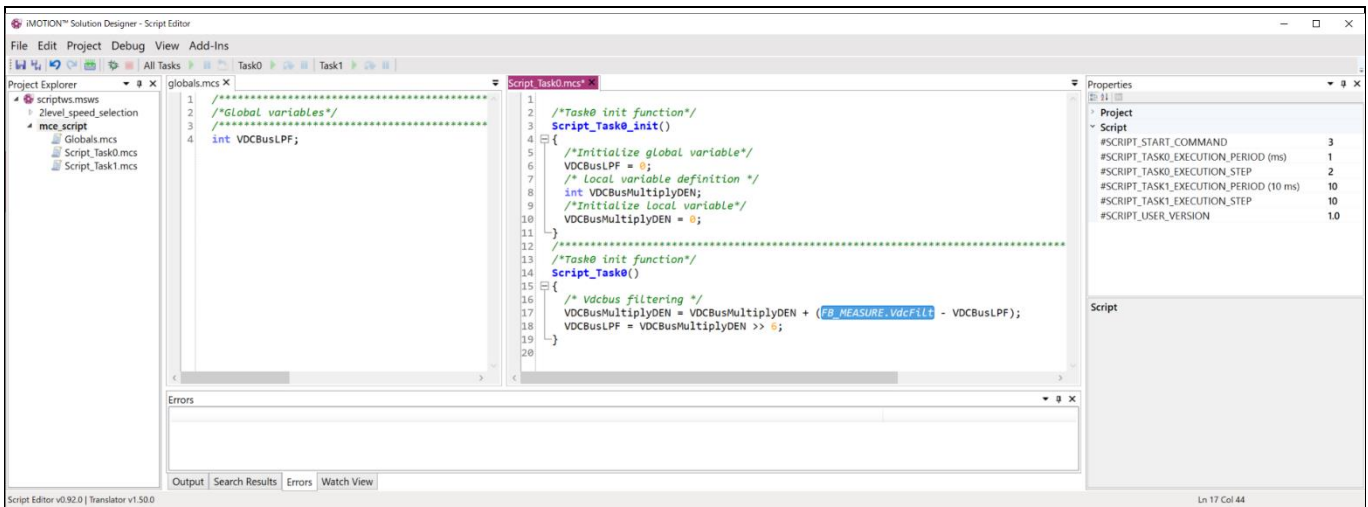 iMOTION™ Solution Designer - Script Editor
File Edit Project Debug View Add-Ins
All Tasks Task0 Task1
Project Explorer
scriptws.msws
2level_speed_selection
mce_script
Globals.mcs
Script_Task0.mcs
Script_Task1.mcs
globals.mcs
1 /******************************************
2 /*Global variables*/
3 /******************************************
4 int VDCBusLPF;
Script_Task0.mcs*
1
2 /*Task0 init function*/
3 Script_Task0_init()
4 {
5 /*Initialize global variable*/
6 VDCBusLPF = 0;
7 /* local variable definition */
8 int VDCBusMultiplyDEN;
9 /*Initialize local variable*/
10 VDCBusMultiplyDEN = 0;
11 }
12 /*******************************************************************************
13 /*Task0 init function*/
14 Script_Task0()
15 {
16 /* Vdcbus filtering */
17 VDCBusMultiplyDEN = VDCBusMultiplyDEN + (FB_MEASURE.VdcFilt - VDCBusLPF);
18 VDCBusLPF = VDCBusMultiplyDEN >> 6;
19 }
20
Errors
Output Search Results Errors Watch View
Properties
Project
Script
#SCRIPT_START_COMMAND 3
#SCRIPT_TASK0_EXECUTION_PERIOD (ms) 1
#SCRIPT_TASK0_EXECUTION_STEP 2
#SCRIPT_TASK1_EXECUTION_PERIOD (10 ms) 10
#SCRIPT_TASK1_EXECUTION_STEP 10
#SCRIPT_USER_VERSION 1.0
Script
Script Editor v0.92.0 | Translator v1.50.0
Ln 17 Col 44